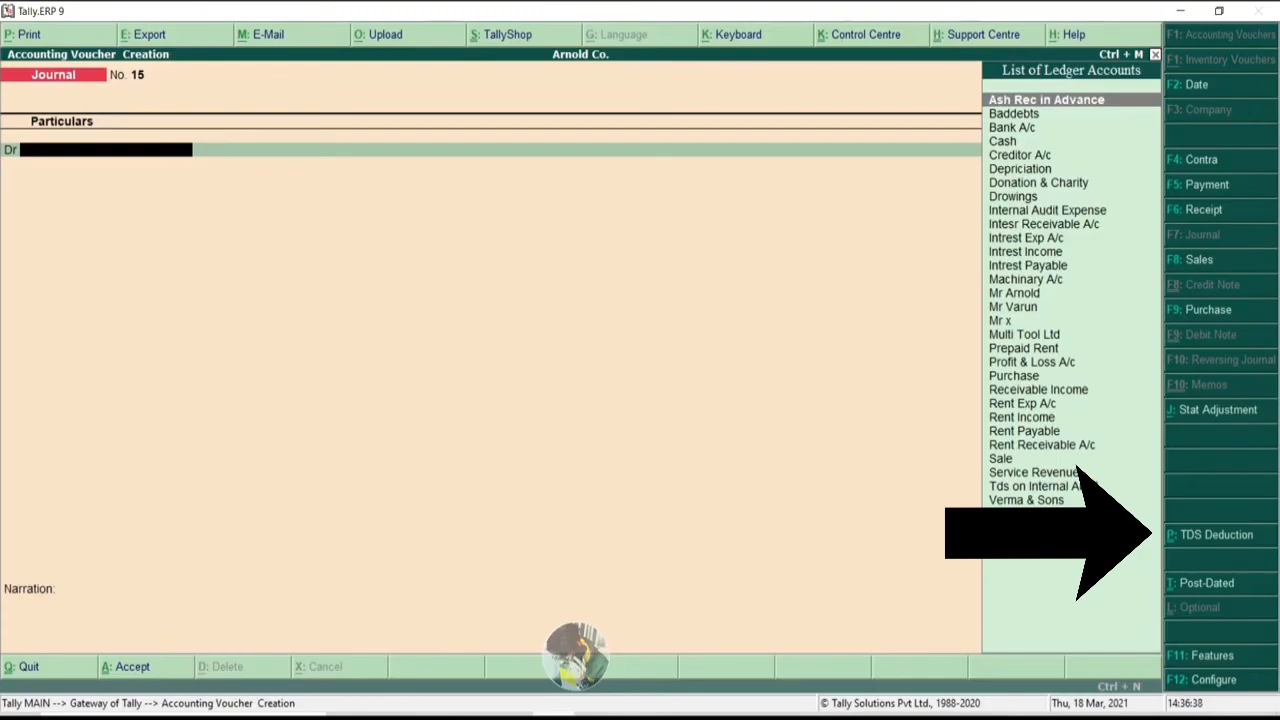 Tally.ERP 9
P: Print
E: Export
M: E-Mail
O: Upload
S: TallyShop
G: Language
K: Keyboard
K: Control Centre
H: Support Centre
H: Help
Accounting Voucher Creation
Arnold Co.
Ctrl + M
Journal No. 15
Particulars
Dr
Narration:
List of Ledger Accounts
Ash Rec in Advance
Baddebts
Bank A/c
Cash
Creditor A/c
Depriciation
Donation & Charity
Drowings
Internal Audit Expense
Intesr Receivable A/c
Intrest Exp A/c
Intrest Income
Intrest Payable
Machinary A/c
Mr Arnold
Mr Varun
Mr x
Multi Tool Ltd
Prepaid Rent
Profit & Loss A/c
Purchase
Receivable Income
Rent Exp A/c
Rent Income
Rent Payable
Rent Receivable A/c
Sale
Service Revenue
Tds on Internal
Verma & Sons
F1: Accounting Vouchers
F1: Inventory Vouchers
F2: Date
F3: Company
F4: Contra
F5: Payment
F6: Receipt
F7: Journal
F8: Sales
F8: Credit Note
F9: Purchase
F9: Debit Note
F10: Reversing Journal
F10: Memos
J: Stat Adjustment
P: TDS Deduction
T: Post-Dated
L: Optional
F11: Features
F12: Configure
Q: Quit
A: Accept
D: Delete
X: Cancel
Ctrl + N
Tally MAIN --> Gateway of Tally --> Accounting Voucher Creation
© Tally Solutions Pvt Ltd., 1988-2020
Thu, 18 Mar, 2021
14:36:38